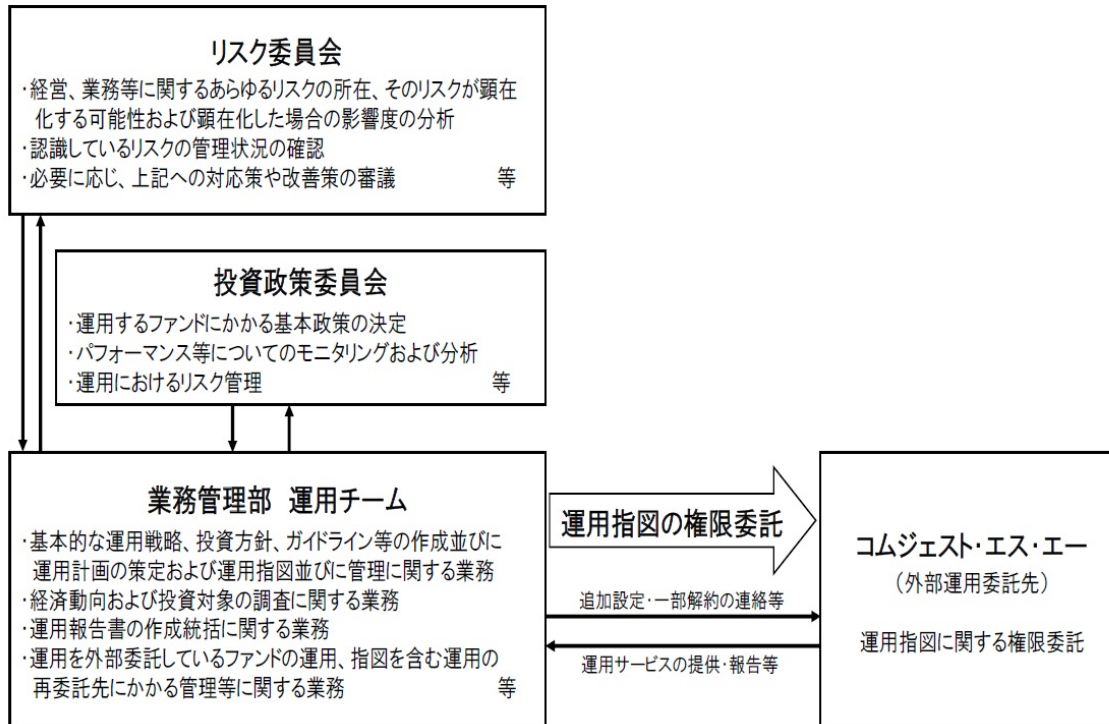 リスク委員会
・経営、業務等に関するあらゆるリスクの所在、そのリスクが顕在
化する可能性および顕在化した場合の影響度の分析
・認識しているリスクの管理状況の確認
・必要に応じ、上記への対応策や改善策の審議 等
投資政策委員会
・運用するファンドにかかる基本政策の決定
・パフォーマンス等についてのモニタリングおよび分析
・運用におけるリスク管理 等
業務管理部 運用チーム
・基本的な運用戦略、投資方針、ガイドライン等の作成並びに
運用計画の策定および運用指図並びに管理に関する業務
・経済動向および投資対象の調査に関する業務
・運用報告書の作成統括に関する業務
・運用を外部委託しているファンドの運用、指図を含む運用の
再委託先にかかる管理等に関する業務 等
運用指図の権限委託
追加設定・一部解約の連絡等
運用サービスの提供・報告等
コムジェスト・エス・エー
(外部運用委託先)
運用指図に関する権限委託